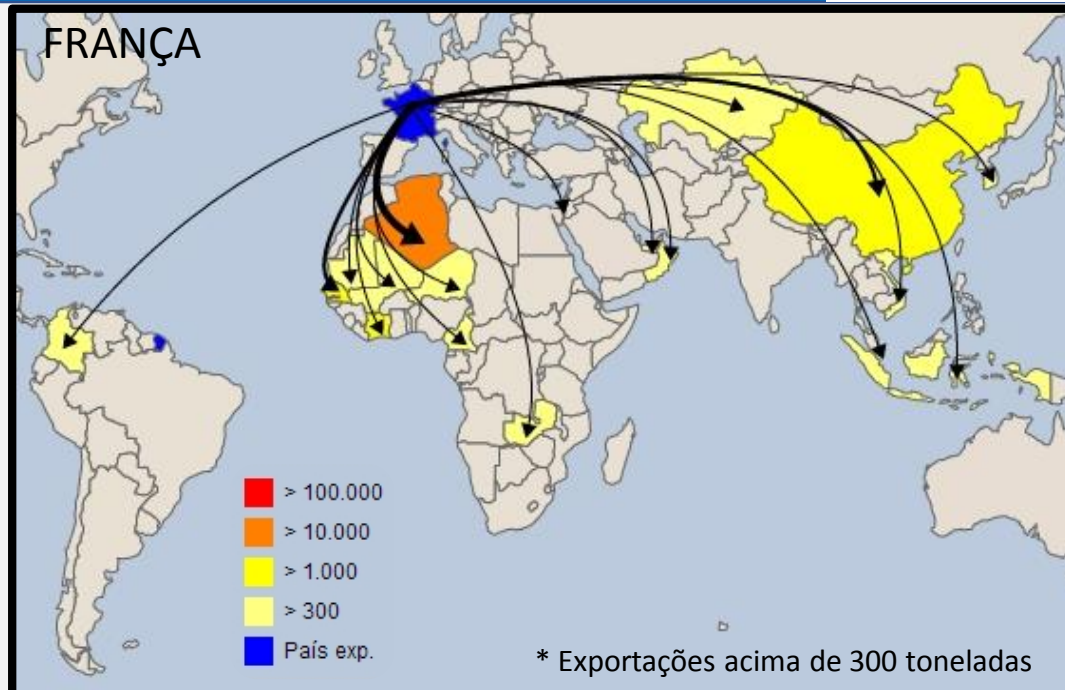 FRANÇA
> 100.000
> 10.000
> 1.000
> 300
País exp.
* Exportações acima de 300 toneladas